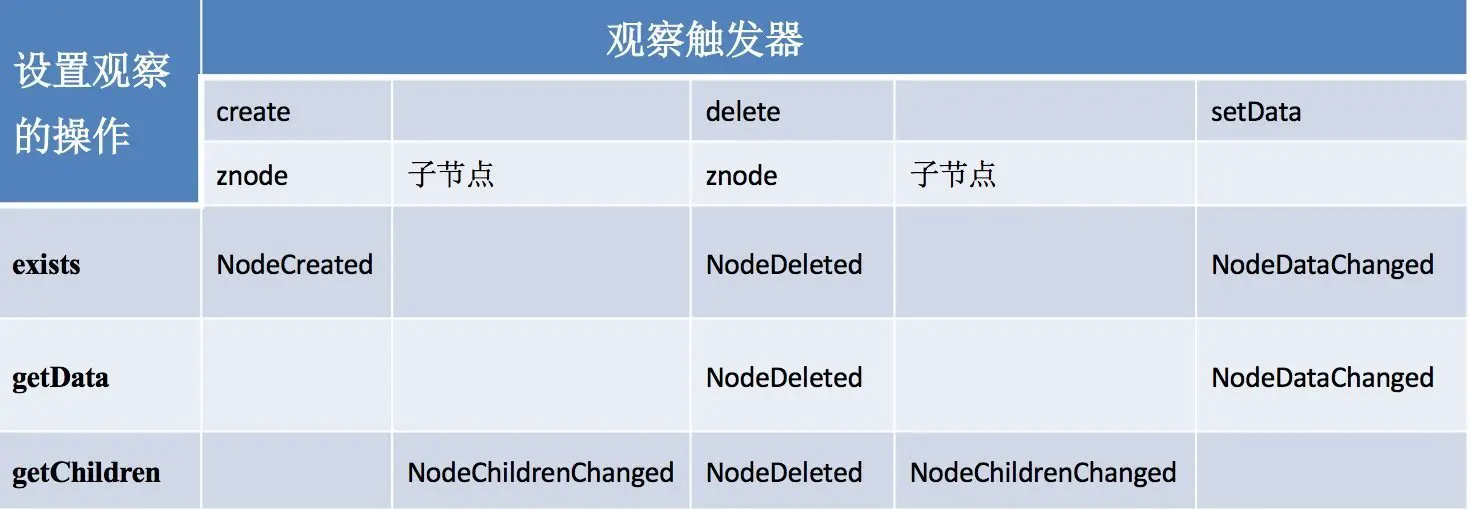 设置观察
的操作
观察触发器
create delete setData
znode 子节点 znode 子节点
exists NodeCreated NodeDeleted NodeDataChanged
getData NodeDeleted NodeDataChanged
getChildren NodeChildrenChanged NodeDeleted NodeChildrenChanged